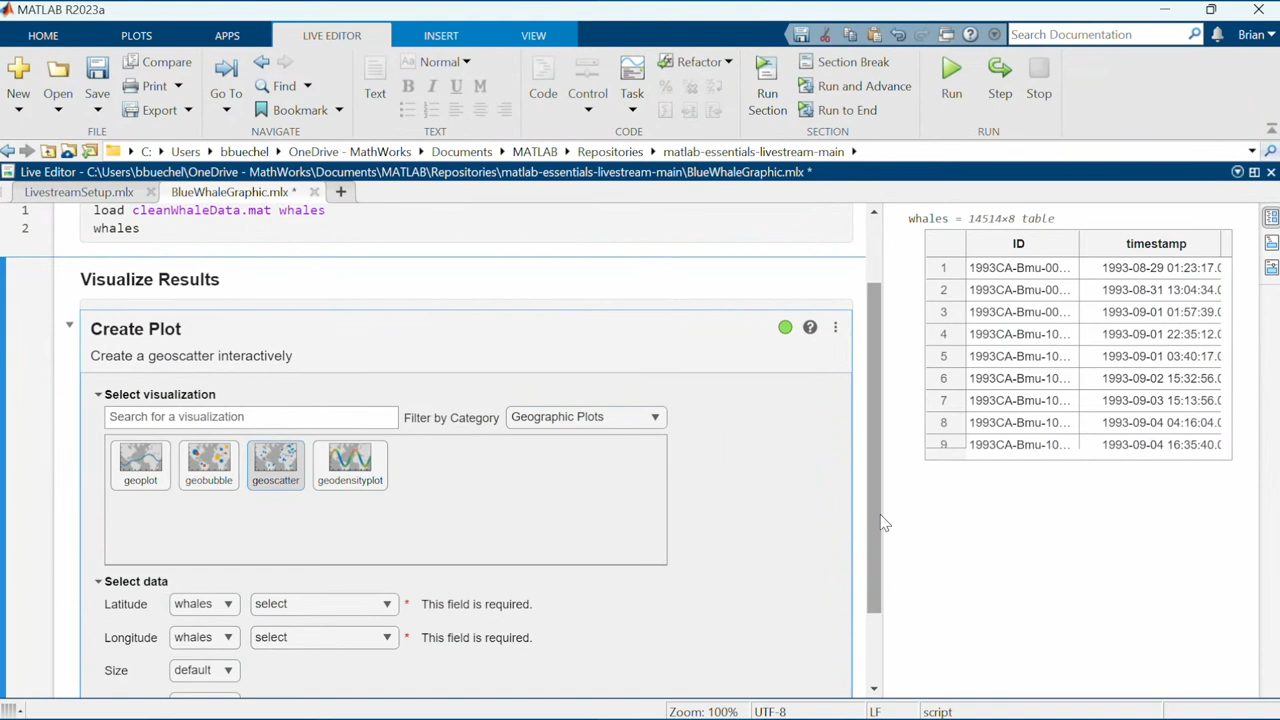 MATLAB R2023a
HOME PLOTS APPS LIVE EDITOR INSERT VIEW Search Documentation Brian
New Open Save Compare Print Export Go To Find Bookmark Text Normal B I U M Code Control Task Refactor Run Section Section Break Run and Advance Run to End Run Step Stop
FILE NAVIGATE TEXT CODE SECTION RUN
C: Users bbuechel OneDrive - MathWorks Documents MATLAB Repositories matlab-essentials-livestream-main
Live Editor - C:\Users\bbuechel\OneDrive - MathWorks\Documents\MATLAB\Repositories\matlab-essentials-livestream-main\BlueWhaleGraphic.mlx *
LivestreamSetup.mlx BlueWhaleGraphic.mlx *
1 load cleanWhaleData.mat whales
2 whales
Visualize Results
Create Plot
Create a geoscatter interactively
Select visualization
Search for a visualization Filter by Category Geographic Plots
geoplot geobubble geoscatter geodensityplot
Select data
Latitude whales select * This field is required.
Longitude whales select * This field is required.
Size default
whales = 14514×8 table
ID timestamp
1 1993CA-Bmu-00... 1993-08-29 01:23:17.0
2 1993CA-Bmu-00... 1993-08-31 13:04:34.0
3 1993CA-Bmu-00... 1993-09-01 01:57:39.0
4 1993CA-Bmu-10... 1993-09-01 22:35:12.0
5 1993CA-Bmu-10... 1993-09-01 03:40:17.0
6 1993CA-Bmu-10... 1993-09-02 15:32:56.0
7 1993CA-Bmu-10... 1993-09-03 15:13:56.0
8 1993CA-Bmu-10... 1993-09-04 04:16:04.0
9 1993CA-Bmu-10... 1993-09-04 16:35:40.0
Zoom: 100% UTF-8 LF script